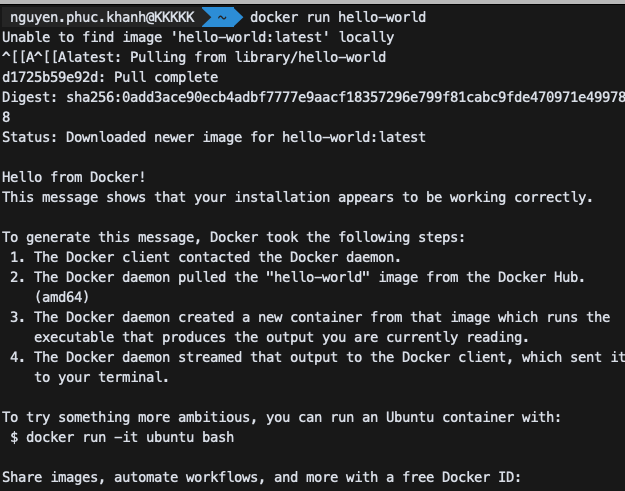 nguyen.phuc.khanh@KKKKK ~ docker run hello-world
Unable to find image 'hello-world:latest' locally
^[[A^[[Alatest: Pulling from library/hello-world
d1725b59e92d: Pull complete
Digest: sha256:0add3ace90ecb4adbf7777e9aacf18357296e799f81cabc9fde470971e49978
8
Status: Downloaded newer image for hello-world:latest

Hello from Docker!
This message shows that your installation appears to be working correctly.

To generate this message, Docker took the following steps:
 1. The Docker client contacted the Docker daemon.
 2. The Docker daemon pulled the "hello-world" image from the Docker Hub.
    (amd64)
 3. The Docker daemon created a new container from that image which runs the
    executable that produces the output you are currently reading.
 4. The Docker daemon streamed that output to the Docker client, which sent it
    to your terminal.

To try something more ambitious, you can run an Ubuntu container with:
 $ docker run -it ubuntu bash

Share images, automate workflows, and more with a free Docker ID: